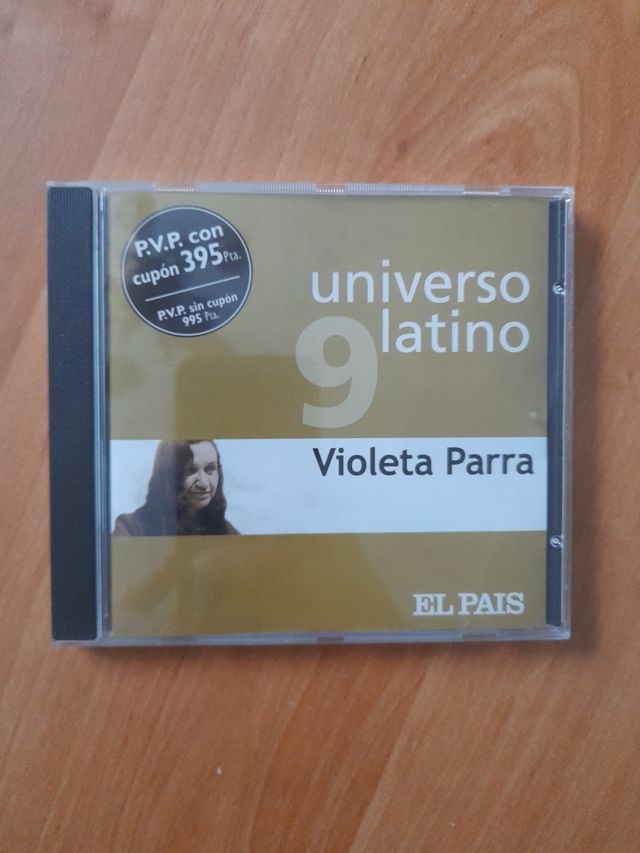 P.V.P. con
cupón 395 Pta.
P.V.P. sin cupón
995 Pta.
universo
latino
9
Violeta Parra
EL PAIS